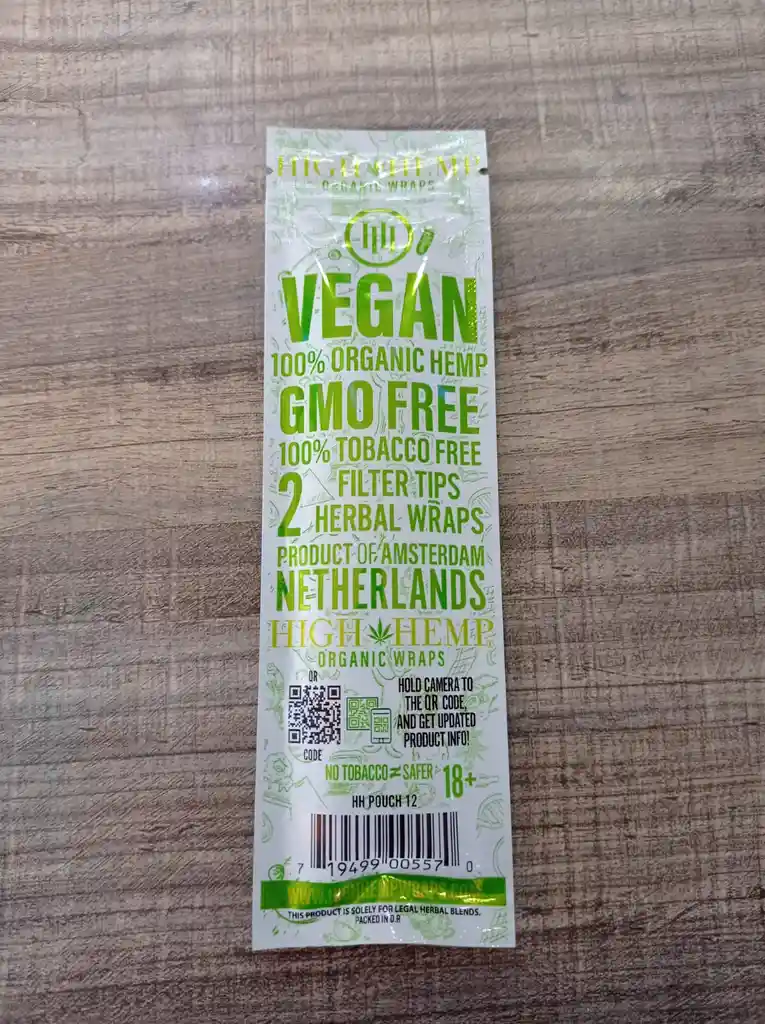 HIGH HEMP
ORGANIC WRAPS
VEGAN
100% ORGANIC HEMP
GMO FREE
100% TOBACCO FREE
2 FILTER TIPS
HERBAL WRAPS
PRODUCT OF AMSTERDAM
NETHERLANDS
HIGH HEMP
ORGANIC WRAPS
QR
CODE
HOLD CAMERA TO
THE QR CODE,
AND GET UPDATED
PRODUCT INFO!
NO TOBACCO ≠ SAFER 18+
HH POUCH 12
7 19499 00557 0
THIS PRODUCT IS SOLELY FOR LEGAL HERBAL BLENDS.
PACKED IN D.R